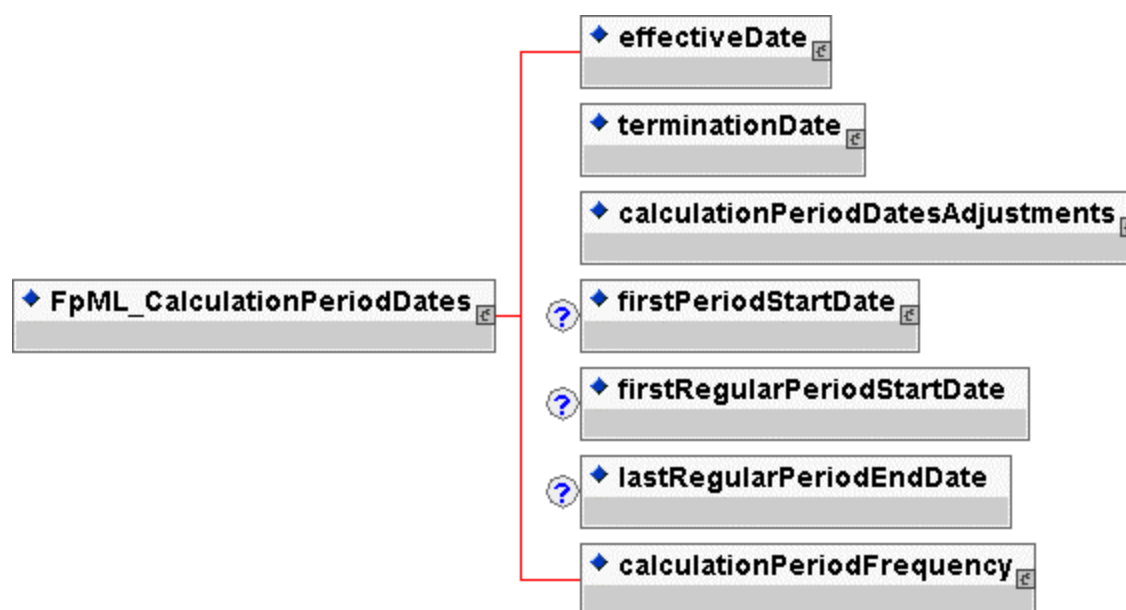 effectiveDate
terminationDate
calculationPeriodDatesAdjustments
FpML_CalculationPeriodDates
? firstPeriodStartDate
? firstRegularPeriodStartDate
? lastRegularPeriodEndDate
calculationPeriodFrequency